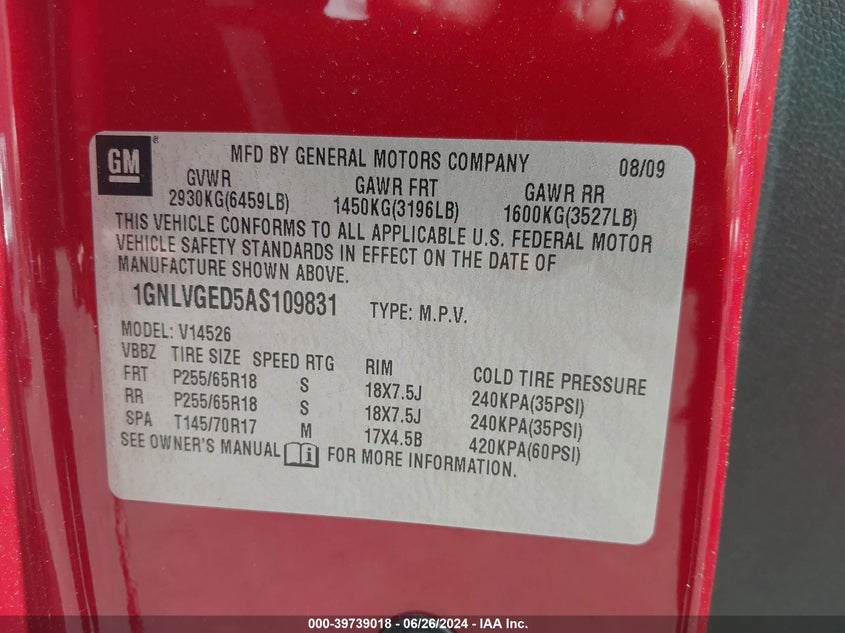 GM®
MFD BY GENERAL MOTORS COMPANY 08/09
GVWR GAWR FRT GAWR RR
2930KG(6459LB) 1450KG(3196LB) 1600KG(3527LB)
THIS VEHICLE CONFORMS TO ALL APPLICABLE U.S. FEDERAL MOTOR
VEHICLE SAFETY STANDARDS IN EFFECT ON THE DATE OF
MANUFACTURE SHOWN ABOVE.
1GNLVGED5AS109831 TYPE: M.P.V.
MODEL: V14526
VBBZ TIRE SIZE SPEED RTG RIM COLD TIRE PRESSURE
FRT P255/65R18 S 18X7.5J 240KPA(35PSI)
RR P255/65R18 S 18X7.5J 240KPA(35PSI)
SPA T145/70R17 M 17X4.5B 420KPA(60PSI)
SEE OWNER'S MANUAL i FOR MORE INFORMATION.
000-39739018 - 06/26/2024 - IAA Inc.